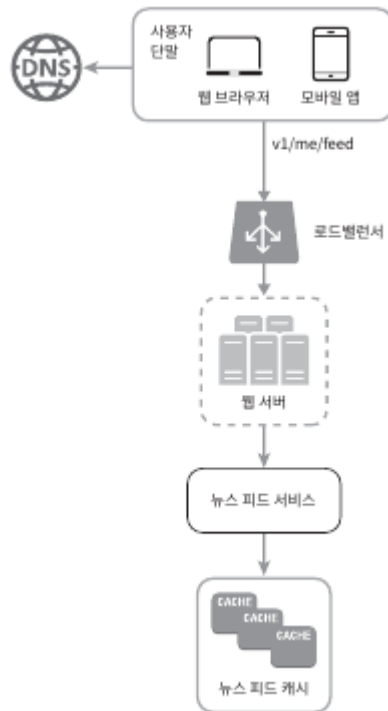 DNS
사용자
단말
웹 브라우저
모바일 앱
v1/me/feed
로드밸런서
웹 서버
뉴스 피드 서비스
CACHE
CACHE
CACHE
뉴스 피드 캐시